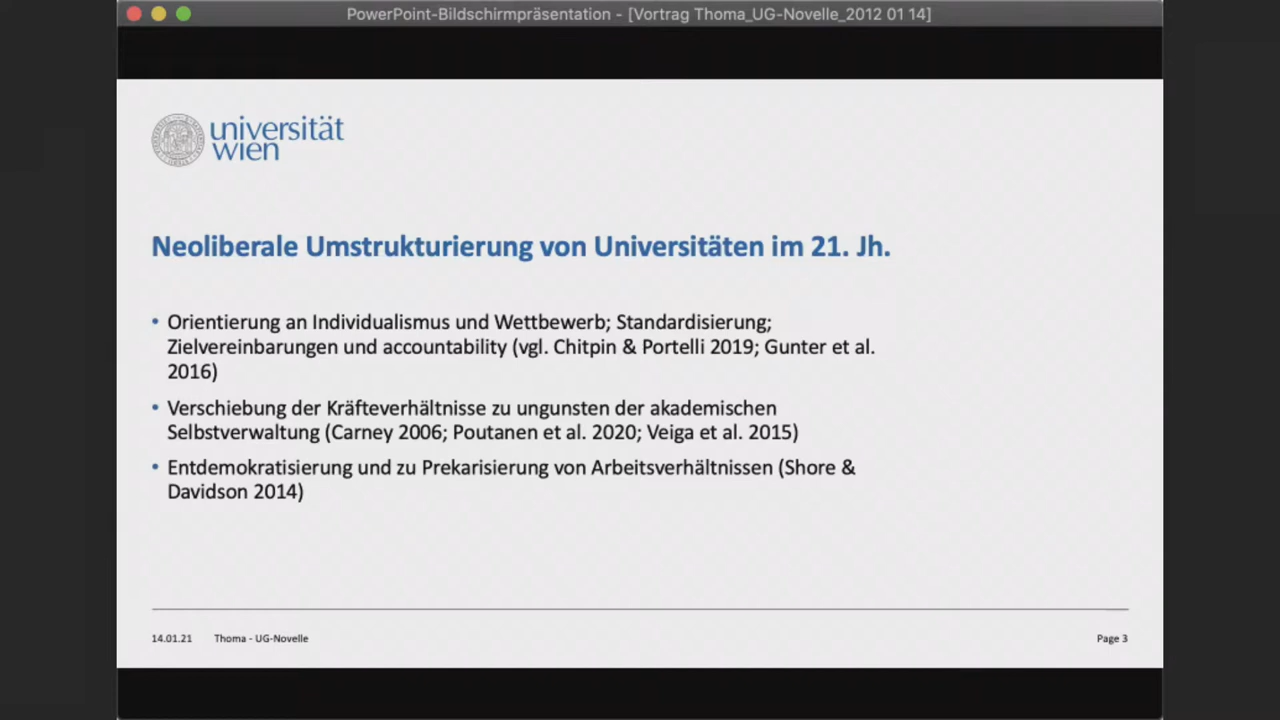 PowerPoint-Bildschirmpräsentation - [Vortrag Thoma_UG-Novelle_2012 01 14]
universität
wien
Neoliberale Umstrukturierung von Universitäten im 21. Jh.
• Orientierung an Individualismus und Wettbewerb; Standardisierung;
Zielvereinbarungen und accountability (vgl. Chitpin & Portelli 2019; Gunter et al.
2016)
• Verschiebung der Kräfteverhältnisse zu ungunsten der akademischen
Selbstverwaltung (Carney 2006; Poutanen et al. 2020; Veiga et al. 2015)
• Entdemokratisierung und zu Prekarisierung von Arbeitsverhältnissen (Shore &
Davidson 2014)
14.01.21 Thoma - UG-Novelle Page 3